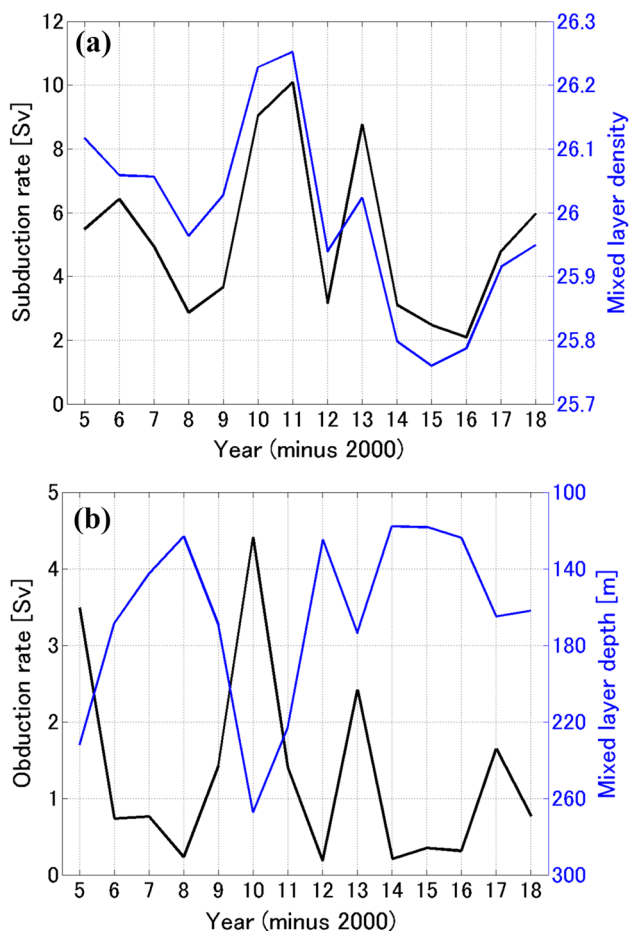 (a)
Subduction rate [Sv]
12
10
8
6
4
2
0
26.3
26.2
26.1
26
25.9
25.8
25.7
Mixed layer density
5 6 7 8 9 10 11 12 13 14 15 16 17 18
Year (minus 2000)
(b)
Obduction rate [Sv]
5
4
3
2
1
0
100
140
180
220
260
300
Mixed layer depth [m]
5 6 7 8 9 10 11 12 13 14 15 16 17 18
Year (minus 2000)